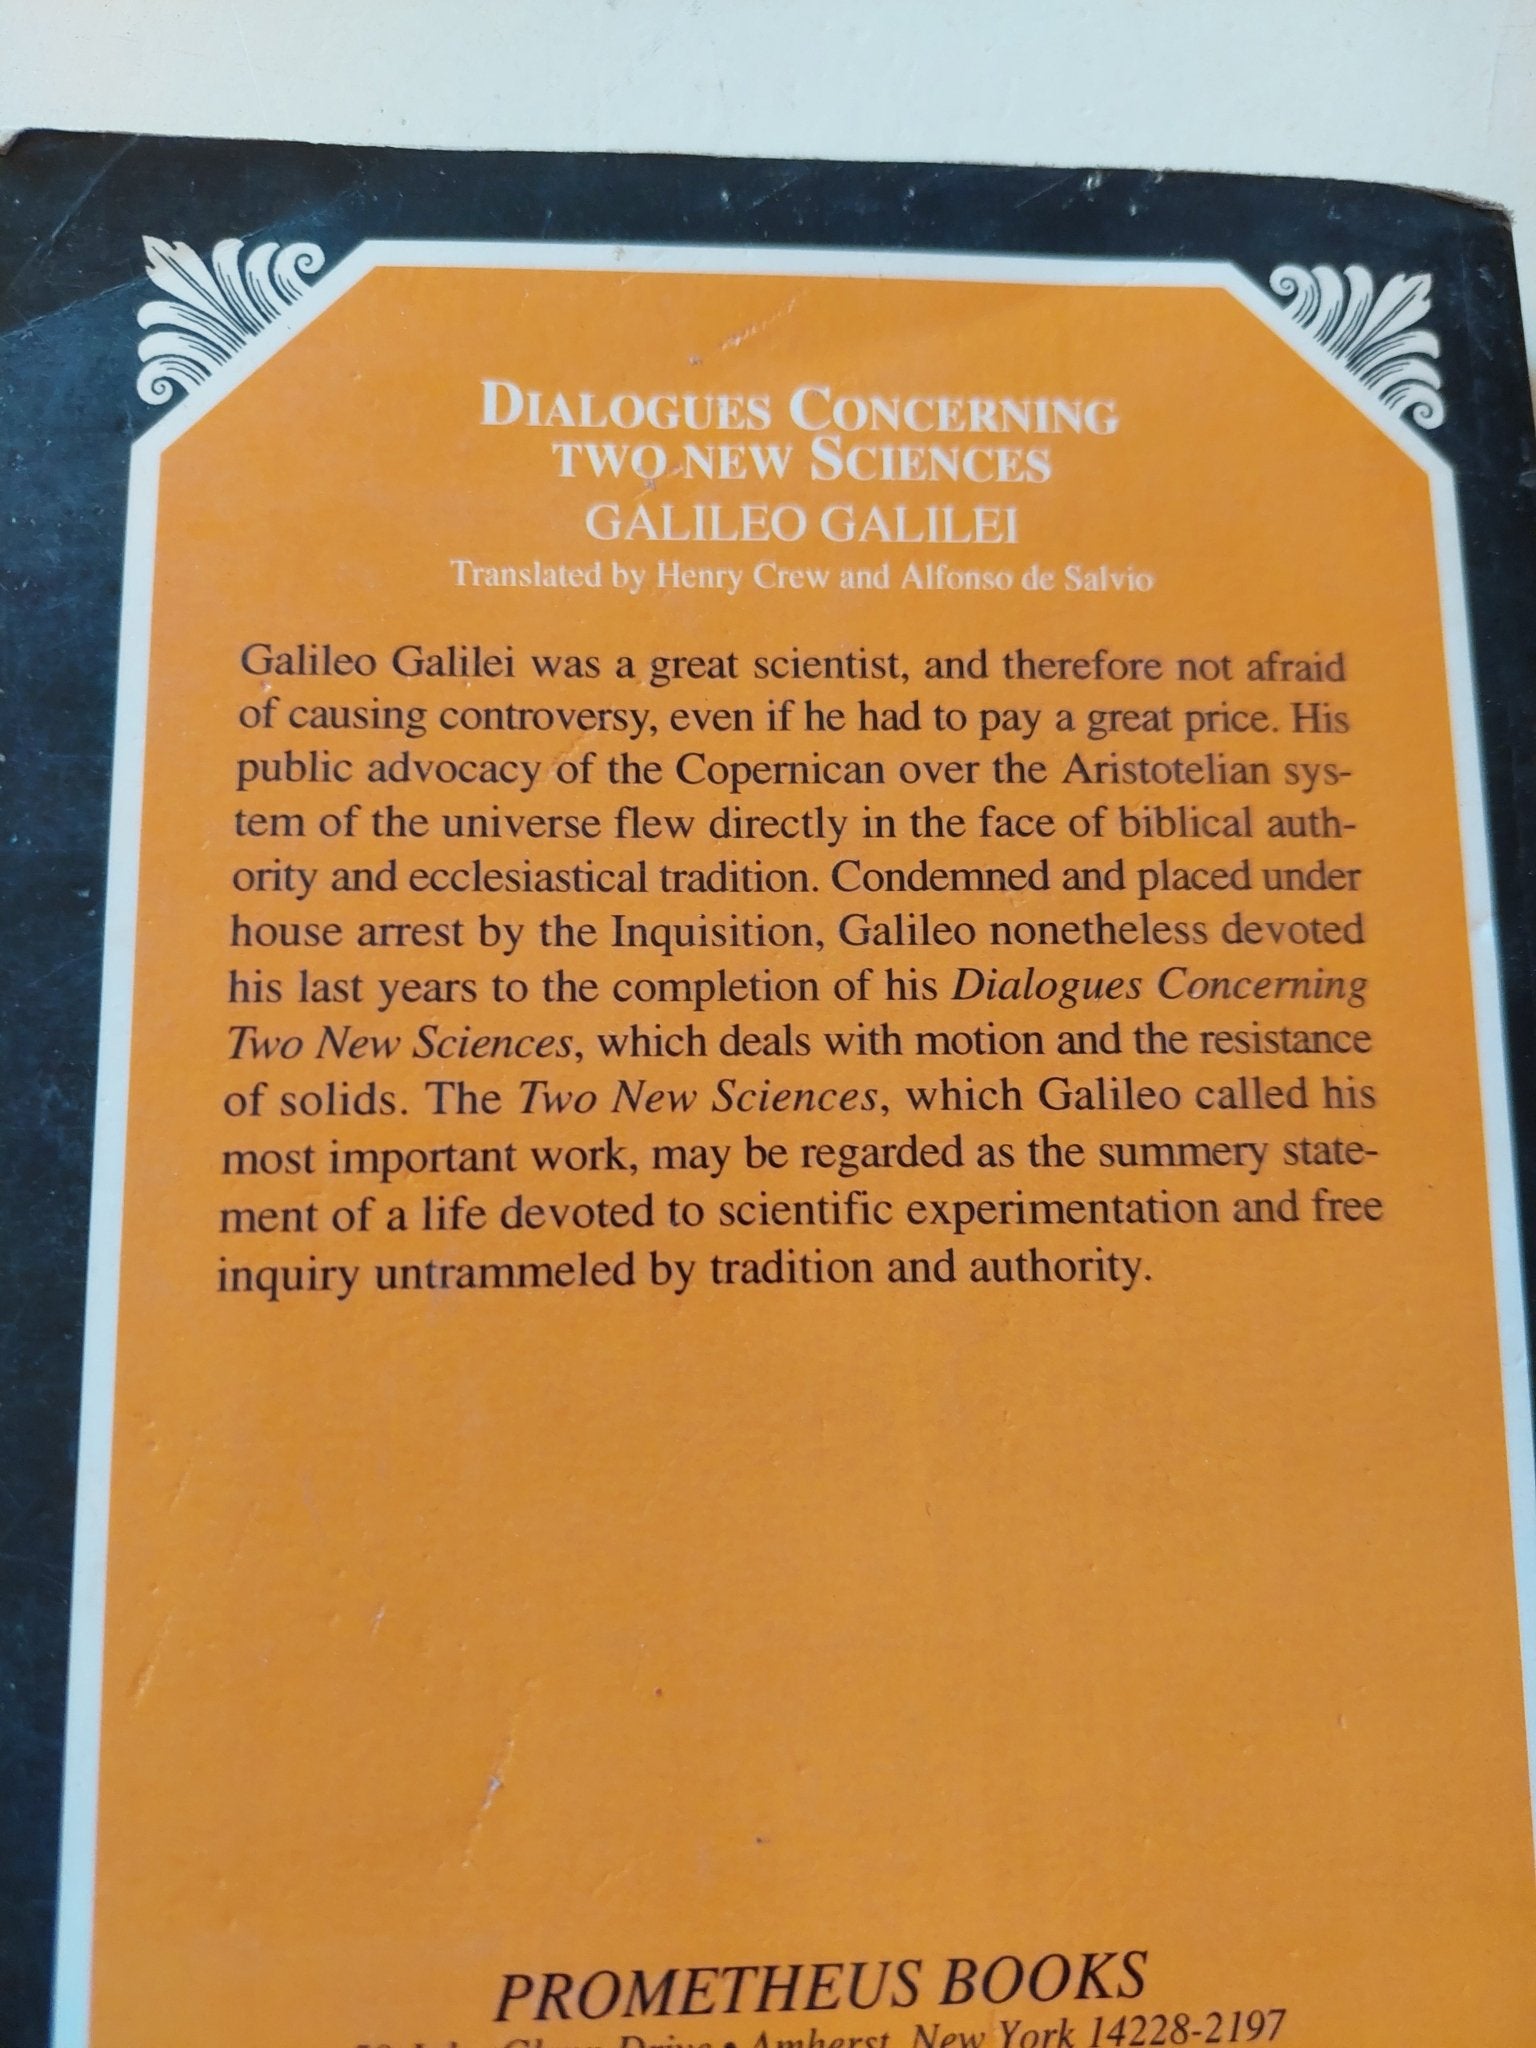 DIALOGUES CONCERNING
TWO NEW SCIENCES
GALILEO GALILEI
Translated by Henry Crew and Alfonso de Salvio
Galileo Galilei was a great scientist, and therefore not afraid
of causing controversy, even if he had to pay a great price. His
public advocacy of the Copernican over the Aristotelian sys-
tem of the universe flew directly in the face of biblical auth-
ority and ecclesiastical tradition. Condemned and placed under
house arrest by the Inquisition, Galileo nonetheless devoted
his last years to the completion of his Dialogues Concerning
Two New Sciences, which deals with motion and the resistance
of solids. The Two New Sciences, which Galileo called his
most important work, may be regarded as the summery state-
ment of a life devoted to scientific experimentation and free
inquiry untrammeled by tradition and authority.
PROMETHEUS BOOKS
Drive • Amherst, New York 14228-2197